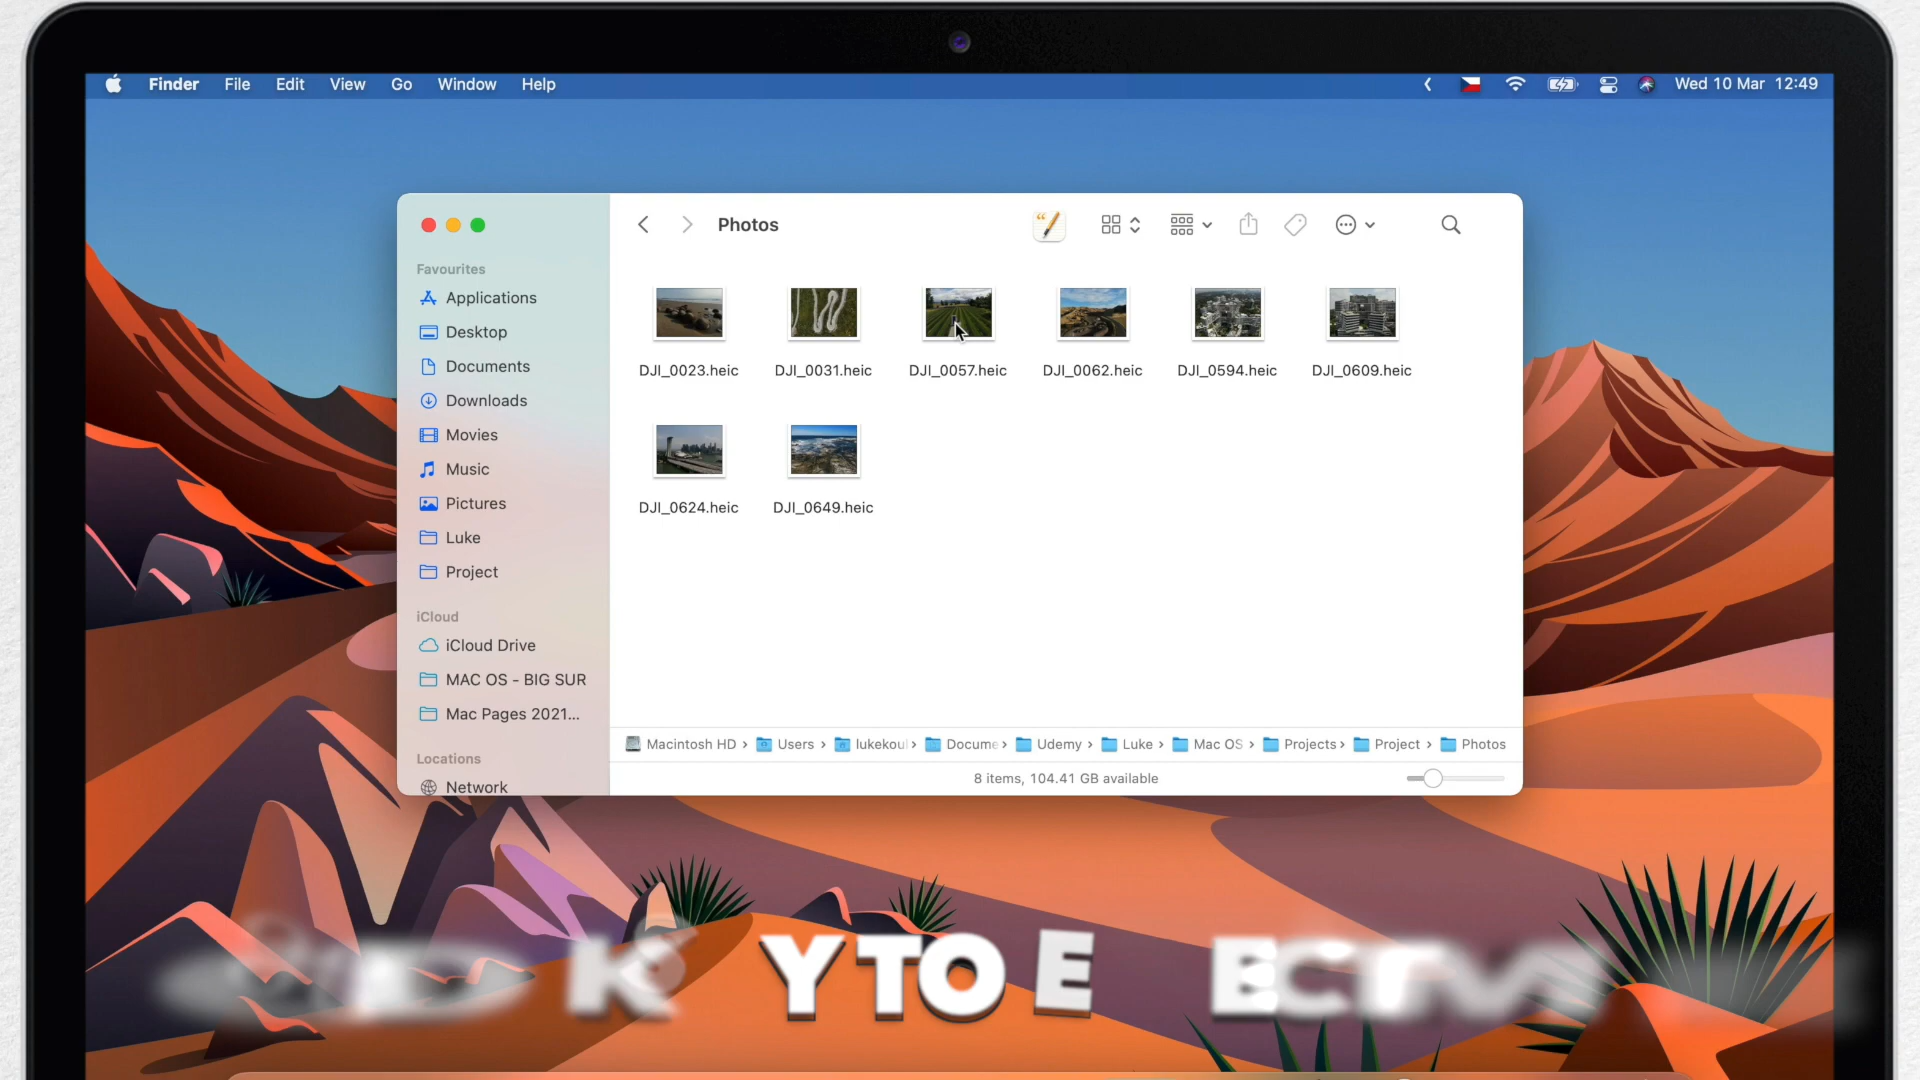 Finder File Edit View Go Window Help Wed 10 Mar 12:49
Photos
Favourites
Applications
Desktop
Documents
Downloads
Movies
Music
Pictures
Luke
Project
iCloud
iCloud Drive
MAC OS - BIG SUR
Mac Pages 2021...
Locations
Network
DJI_0023.heic DJI_0031.heic DJI_0057.heic DJI_0062.heic DJI_0594.heic DJI_0609.heic
DJI_0624.heic DJI_0649.heic
Macintosh HD › Users › lukekoul › Docume › Udemy › Luke › Mac OS › Projects › Project › Photos
8 items, 104.41 GB available